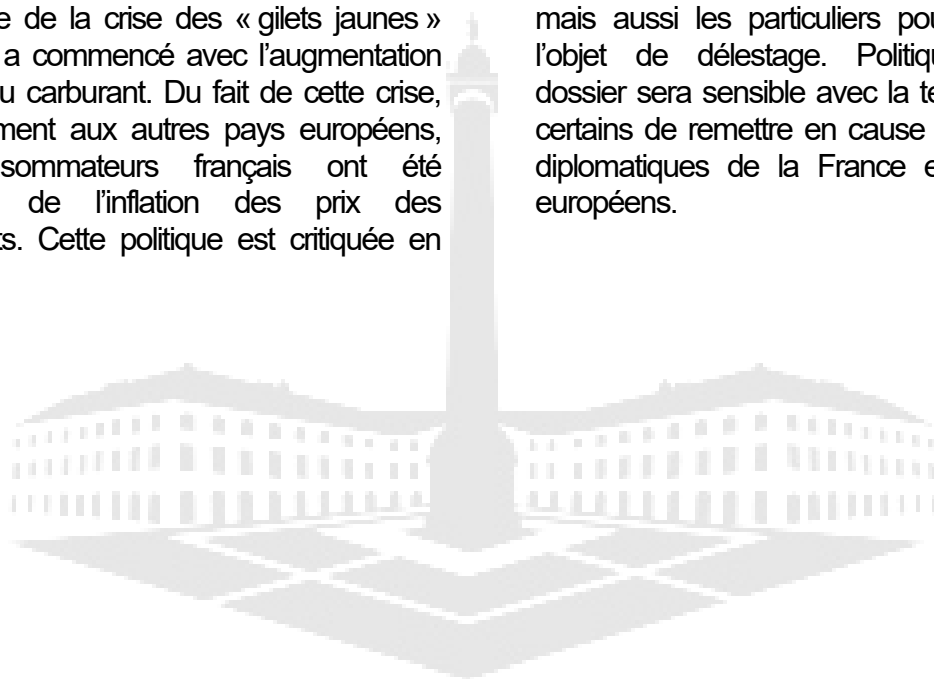 e de la crise des « gilets jaunes »
a commencé avec l’augmentation
u carburant. Du fait de cette crise,
ment aux autres pays européens,
sommateurs français ont été
de l’inflation des prix des
ts. Cette politique est critiquée en
mais aussi les particuliers pou
l’objet de délestage. Politiqu
dossier sera sensible avec la te
certains de remettre en cause
diplomatiques de la France e
européens.